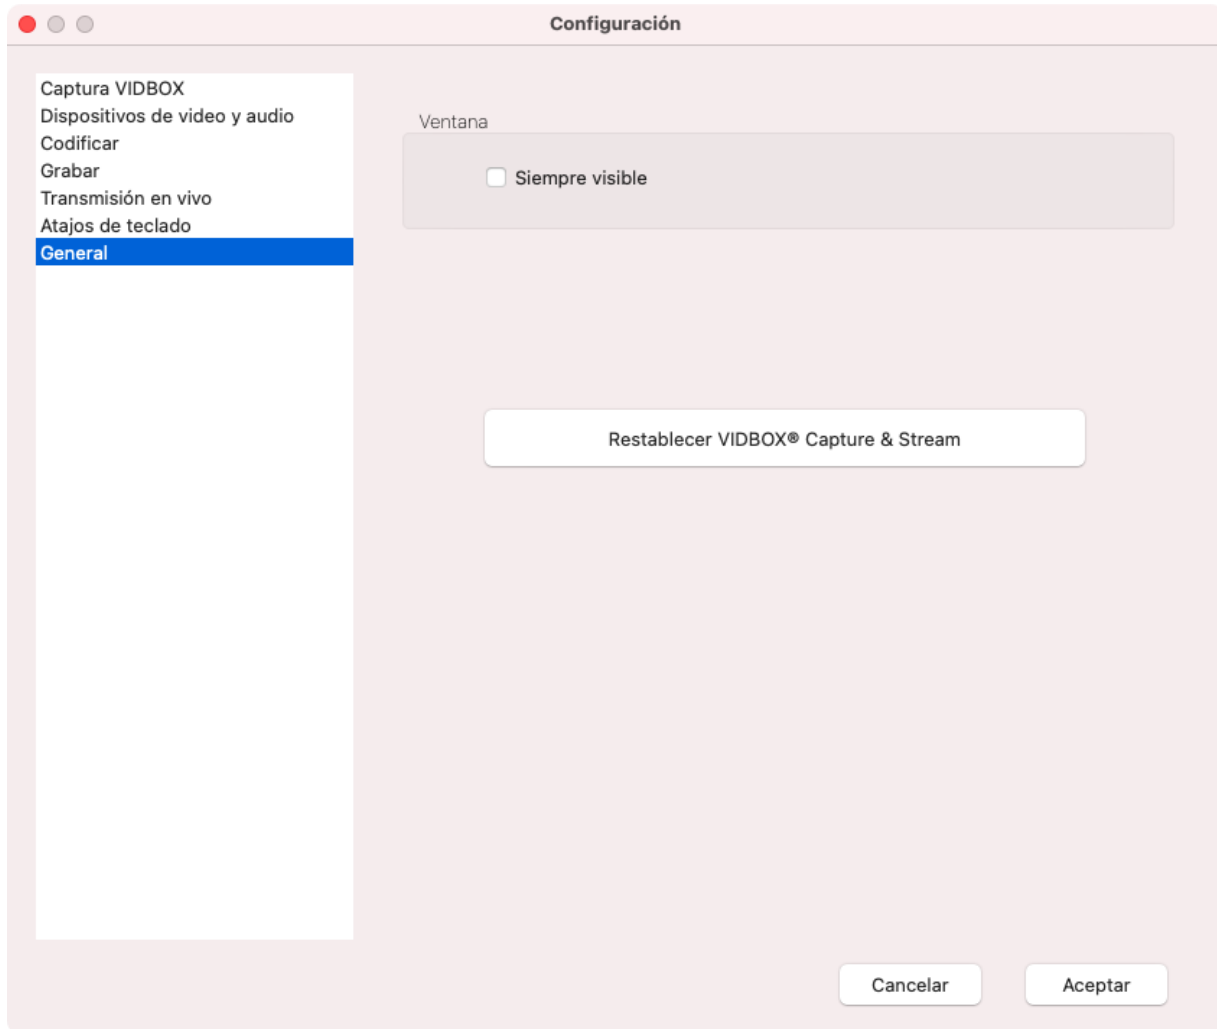 Configuración
Captura VIDBOX
Dispositivos de video y audio
Codificar
Grabar
Transmisión en vivo
Atajos de teclado
General
Ventana
Siempre visible
Restablecer VIDBOX® Capture & Stream
Cancelar
Aceptar